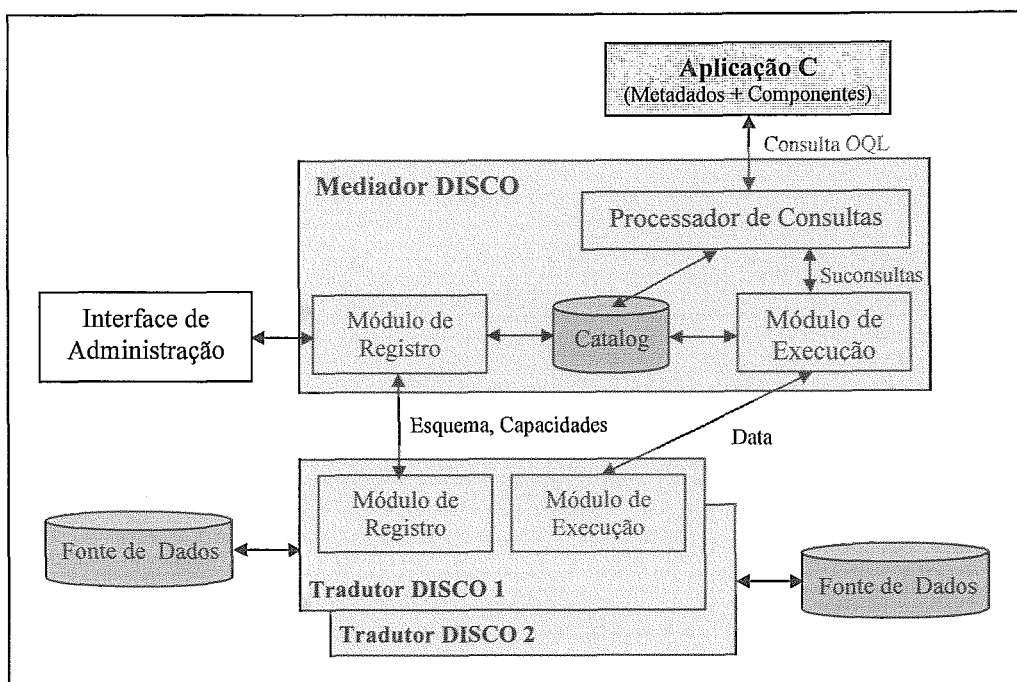 Aplicação C
(Metadados + Componentes)
Consulta OQL
Mediador DISCO
Processador de Consultas
Suconsultas
Interface de
Administração
Módulo de
Registro
Catalog
Módulo de
Execução
Esquema, Capacidades
Data
Módulo de
Registro
Módulo de
Execução
Fonte de Dados
Fonte de Dados
Tradutor DISCO 1
Tradutor DISCO 2